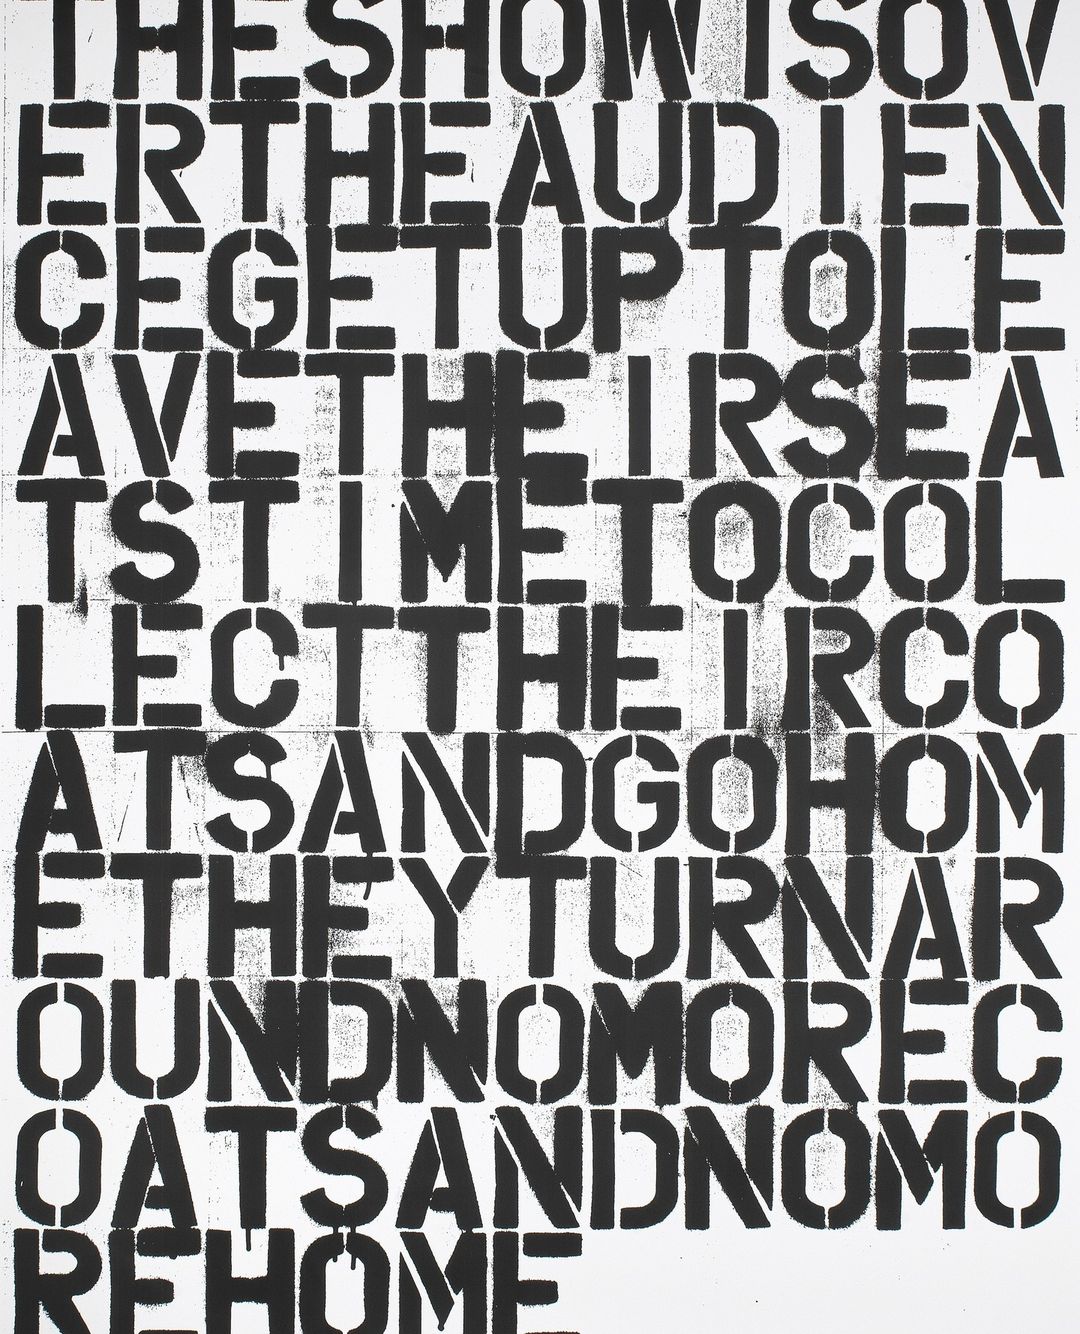 THESHOWISOV
ERTHEAUDIEN
CEGETUPTOLE
AVETHEIRSEA
TSTIMETOCOL
LECTTHEIRCO
ATSANDGOHOM
ETHEYTURNAR
OUNDNOMOREC
OATSANDNOMO
REHOME